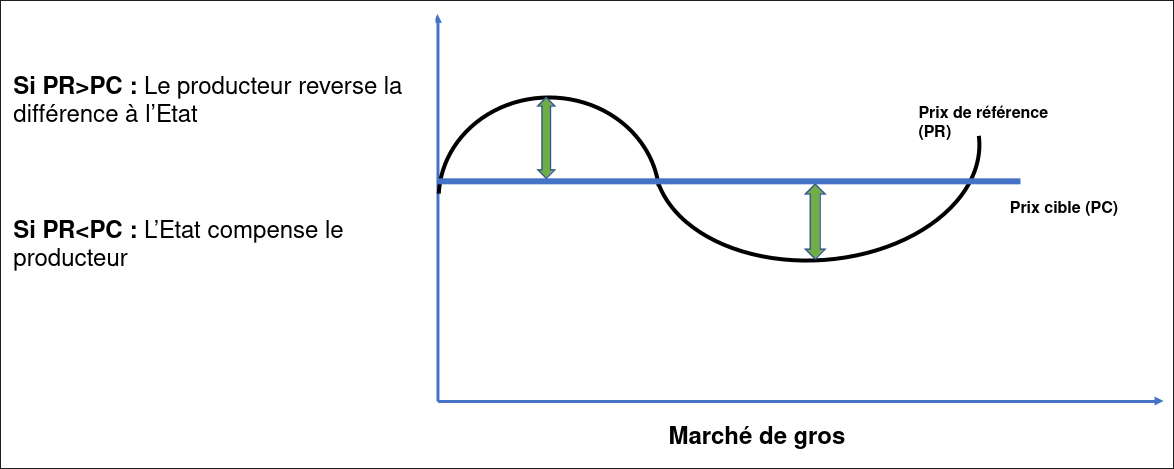 Si PR>PC : Le producteur reverse la
différence à l’Etat
Si PR<PC : L’Etat compense le
producteur
Prix de référence
(PR)
Prix cible (PC)
Marché de gros